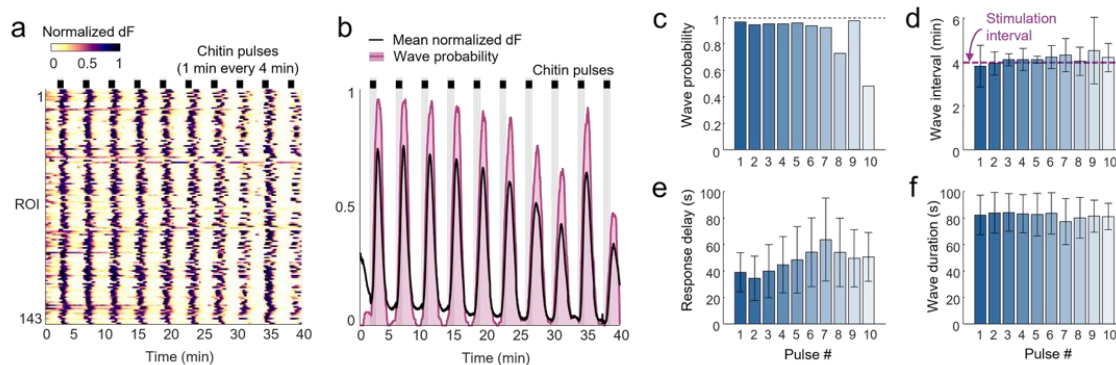 a
Normalized dF
0 0.5 1
Chitin pulses
(1 min every 4 min)
1
ROI
143
0 5 10 15 20 25 30 35 40
Time (min)
b
Mean normalized dF
Wave probability
Chitin pulses
1
0.5
0
0 5 10 15 20 25 30 35 40
Time (min)
c
Wave probability
1
0.8
0.6
0.4
0.2
0
1 2 3 4 5 6 7 8 9 10
d
Stimulation
interval
Wave interval (min)
6
4
2
0
1 2 3 4 5 6 7 8 9 10
e
Response delay (s)
100
80
60
40
20
0
1 2 3 4 5 6 7 8 9 10
Pulse #
f
Wave duration (s)
100
80
60
40
20
0
1 2 3 4 5 6 7 8 9 10
Pulse #